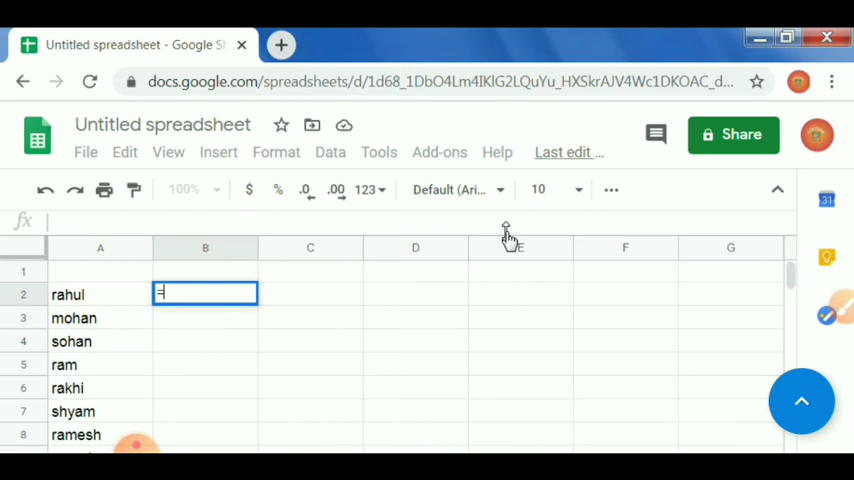 Untitled spreadsheet - Google Sh
docs.google.com/spreadsheets/d/1d68_1DbO4Lm4IKlG2LQuYu_HXSkrAJV4Wc1DKOAC_d...
Untitled spreadsheet
Share
File Edit View Insert Format Data Tools Add-ons Help Last edit ...
100% $ % .0 .00 123 Default (Ari... 10
fx
31
A B C D E F G
1
2 rahul =
3 mohan
4 sohan
5 ram
6 rakhi
7 shyam
8 ramesh